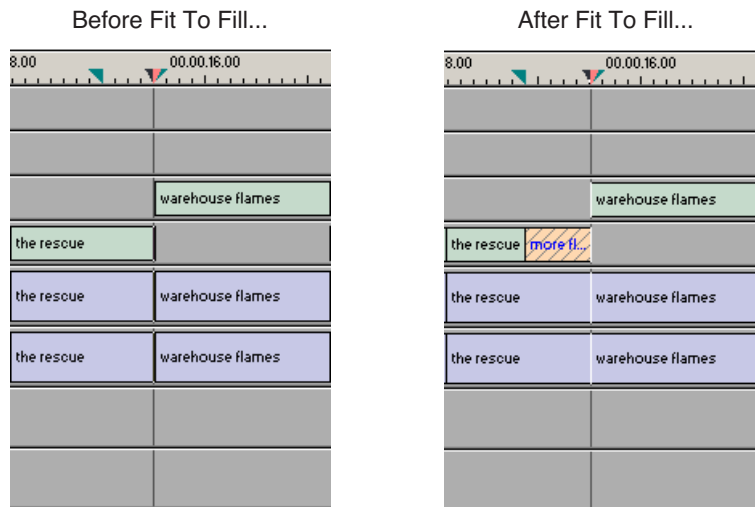 Before Fit To Fill...
8.00 00.00.16.00
warehouse flames
the rescue
the rescue warehouse flames
the rescue warehouse flames
After Fit To Fill...
8.00 00.00.16.00
warehouse flames
the rescue more fl...
the rescue warehouse flames
the rescue warehouse flames